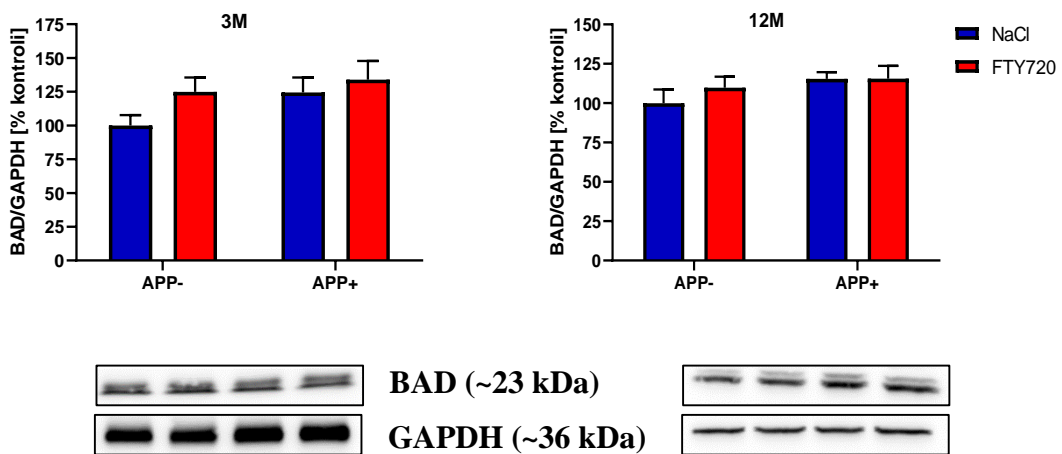 3M
BAD/GAPDH [% kontroli]
175
150
125
100
75
50
25
0
APP-
APP+
12M
BAD/GAPDH [% kontroli]
150
125
100
75
50
25
0
APP-
APP+
NaCl
FTY720
BAD (~23 kDa)
GAPDH (~36 kDa)